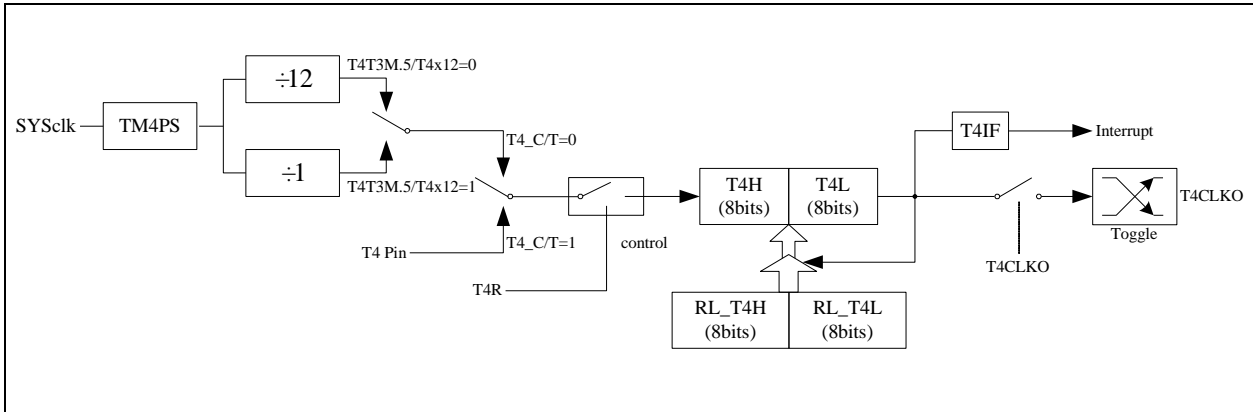 ÷12
T4T3M.5/T4x12=0
SYSclk
TM4PS
T4_C/T=0
÷1
T4T3M.5/T4x12=1
T4 Pin
T4_C/T=1
T4R
control
T4H
(8bits)
T4L
(8bits)
RL_T4H
(8bits)
RL_T4L
(8bits)
T4IF
Interrupt
T4CLKO
Toggle
T4CLKO